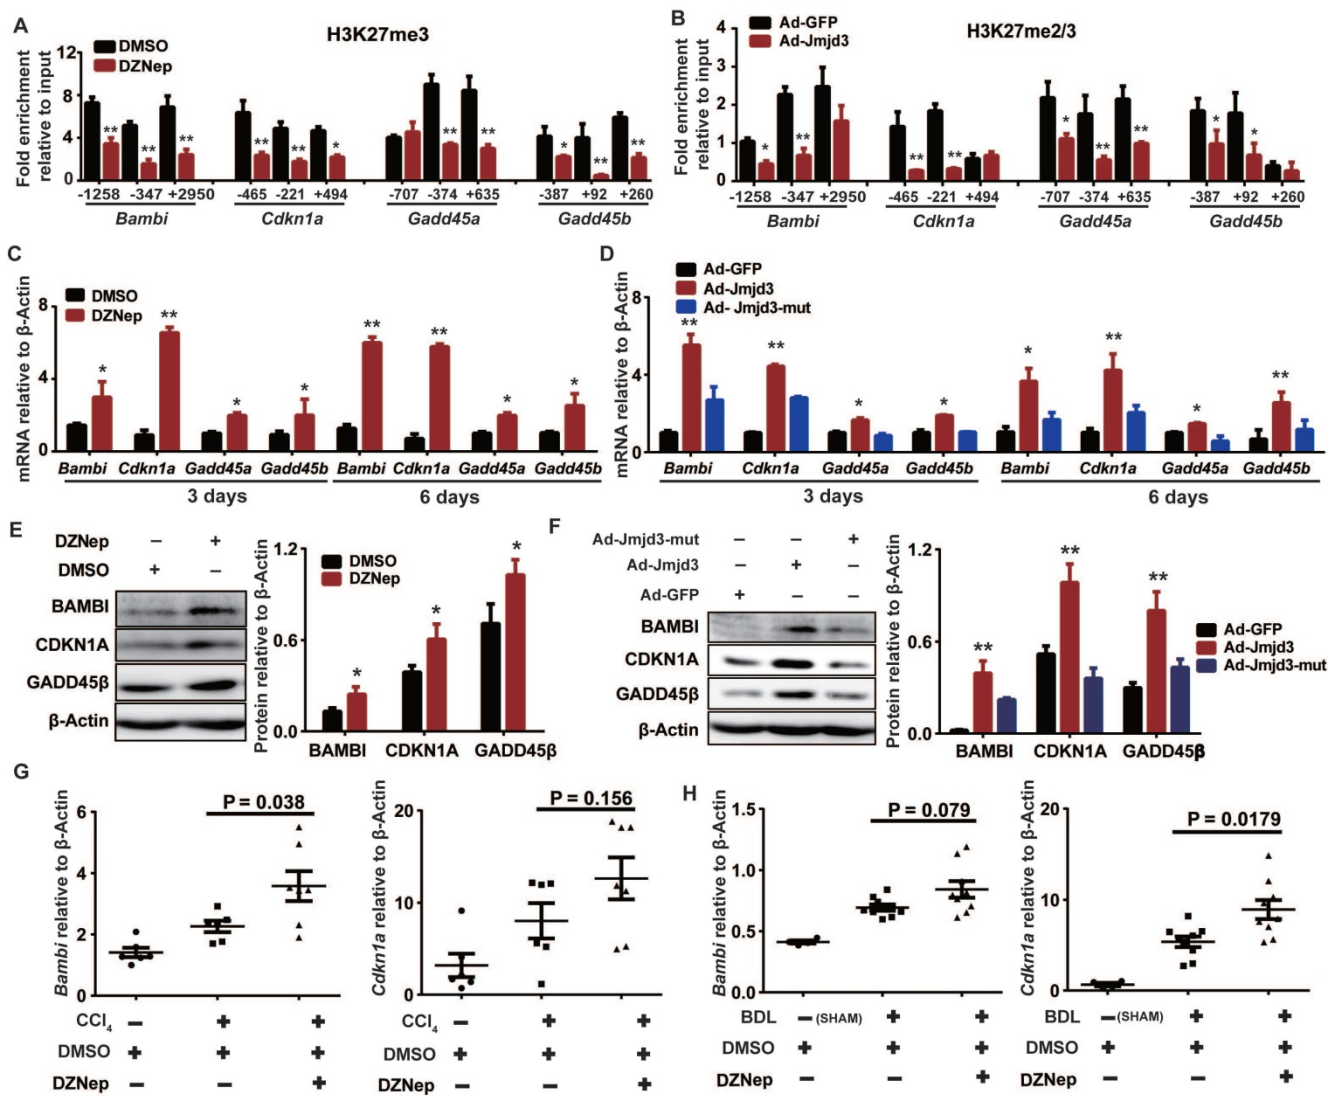 A
H3K27me3
DMSO
DZNep
Fold enrichment
relative to input
12
8
4
0
** ** ** ** ** * ** ** * ** **
-1258 -347 +2950 -465 -221 +494 -707 -374 +635 -387 +92 +260
Bambi Cdkn1a Gadd45a Gadd45b
B
H3K27me2/3
Ad-GFP
Ad-Jmjd3
Fold enrichment
relative to input
4
3
2
1
0
* ** ** ** * ** ** * *
-1258 -347 +2950 -465 -221 +494 -707 -374 +635 -387 +92 +260
Bambi Cdkn1a Gadd45a Gadd45b
C
DMSO
DZNep
mRNA relative to β-Actin
8
4
0
* ** * * ** ** * *
Bambi Cdkn1a Gadd45a Gadd45b Bambi Cdkn1a Gadd45a Gadd45b
3 days 6 days
D
Ad-GFP
Ad-Jmjd3
Ad- Jmjd3-mut
mRNA relative to β-Actin
8
4
0
** ** * * * ** * **
Bambi Cdkn1a Gadd45a Gadd45b Bambi Cdkn1a Gadd45a Gadd45b
3 days 6 days
E
DZNep – +
DMSO + –
BAMBI
CDKN1A
GADD45β
β-Actin
DMSO
DZNep
Protein relative to β-Actin
1.2
0.6
0.0
* * *
BAMBI CDKN1A GADD45β
F
Ad-Jmjd3-mut – – +
Ad-Jmjd3 – + –
Ad-GFP + – –
BAMBI
CDKN1A
GADD45β
β-Actin
Protein relative to β-Actin
1.2
0.6
0.0
** ** **
BAMBI CDKN1A GADD45β
Ad-GFP
Ad-Jmjd3
Ad-Jmjd3-mut
G
P = 0.038
Bambi relative to β-Actin
6
4
2
0
CCl4 – + +
DMSO + + +
DZNep – – +
P = 0.156
Cdkn1a relative to β-Actin
20
10
0
CCl4 – + +
DMSO + + +
DZNep – – +
H
P = 0.079
Bambi relative to β-Actin
1.5
1.0
0.5
0.0
BDL –(SHAM) + +
DMSO + + +
DZNep – – +
P = 0.0179
Cdkn1a relative to β-Actin
20
10
0
BDL –(SHAM) + +
DMSO + + +
DZNep – – +